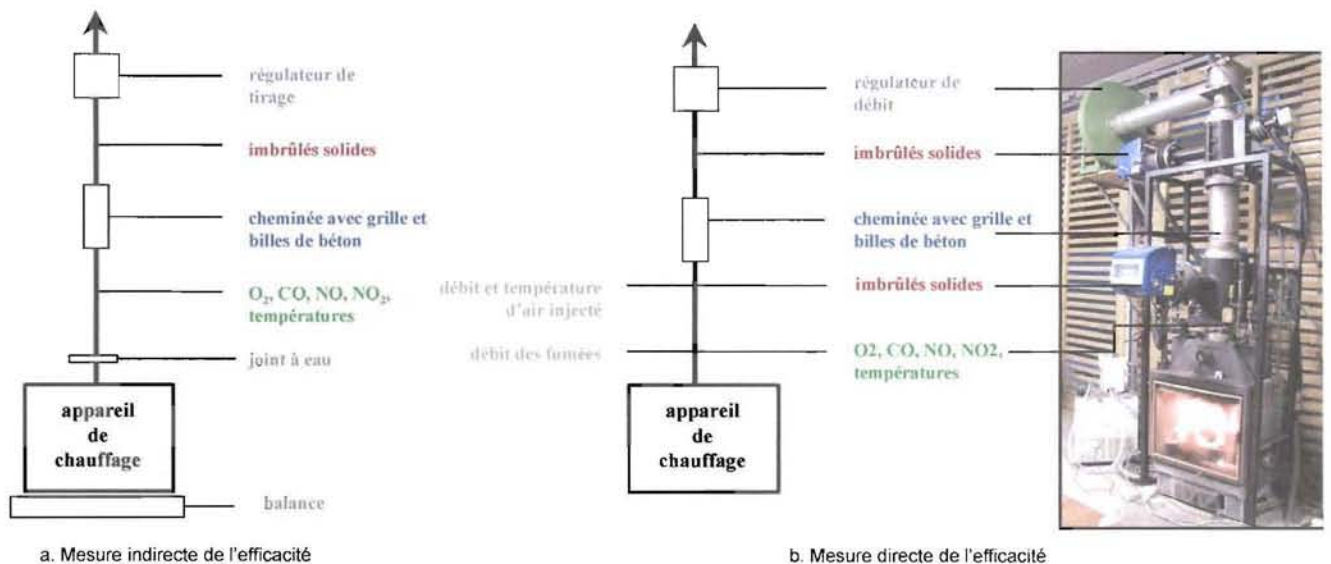 régulateur de
tirage
imbrûlés solides
cheminée avec grille et
billes de béton
O₂, CO, NO, NO₂,
températures
joint à eau
appareil
de
chauffage
balance
a. Mesure indirecte de l'efficacité
régulateur de
débit
imbrûlés solides
cheminée avec grille et
billes de béton
débit et température
d'air injecté
imbrûlés solides
débit des fumées
O2, CO, NO, NO2,
températures
appareil
de
chauffage
b. Mesure directe de l'efficacité